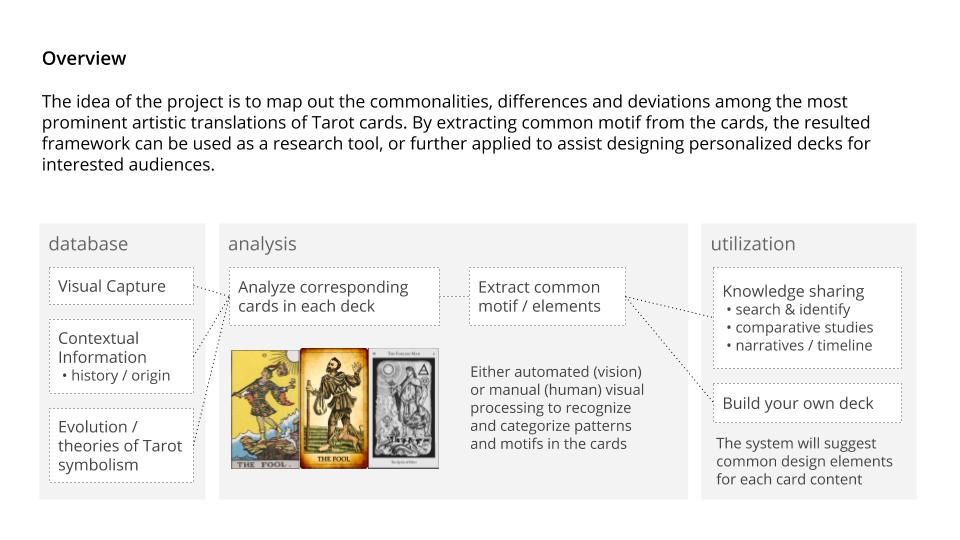 Overview
The idea of the project is to map out the commonalities, differences and deviations among the most
prominent artistic translations of Tarot cards. By extracting common motif from the cards, the resulted
framework can be used as a research tool, or further applied to assist designing personalized decks for
interested audiences.
database
Visual Capture
Contextual
Information
• history / origin
Evolution /
theories of Tarot
symbolism
analysis
Analyze corresponding
cards in each deck
THE FOOL.
THE FOOL
The Foolish Man
Extract common
motif / elements
Either automated (vision)
or manual (human) visual
processing to recognize
and categorize patterns
and motifs in the cards
utilization
Knowledge sharing
• search & identify
• comparative studies
• narratives / timeline
Build your own deck
The system will suggest
common design elements
for each card content